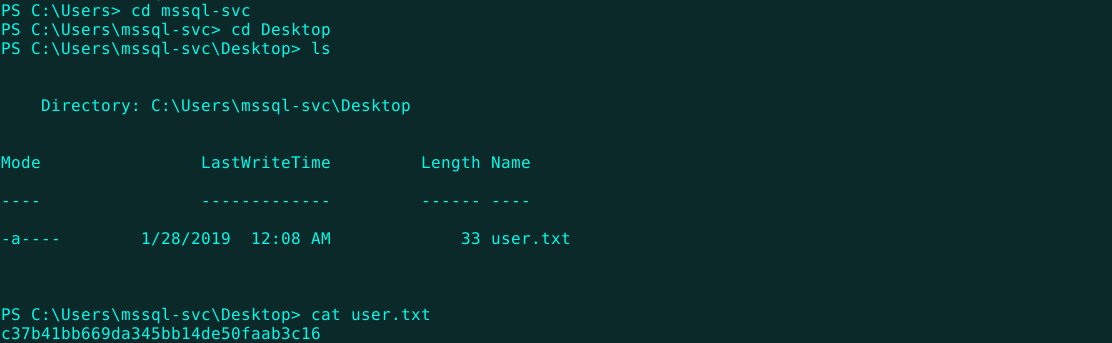 PS C:\Users> cd mssql-svc
PS C:\Users\mssql-svc> cd Desktop
PS C:\Users\mssql-svc\Desktop> ls
Directory: C:\Users\mssql-svc\Desktop
Mode                LastWriteTime         Length Name
----                -------------         ------ ----
-a----        1/28/2019  12:08 AM             33 user.txt
PS C:\Users\mssql-svc\Desktop> cat user.txt
c37b41bb669da345bb14de50faab3c16